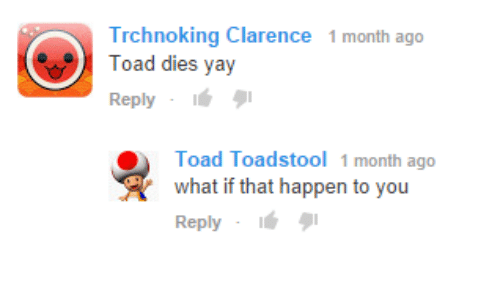 Trchnoking Clarence 1 month ago
Toad dies yay
Reply ·
Toad Toadstool 1 month ago
what if that happen to you
Reply ·